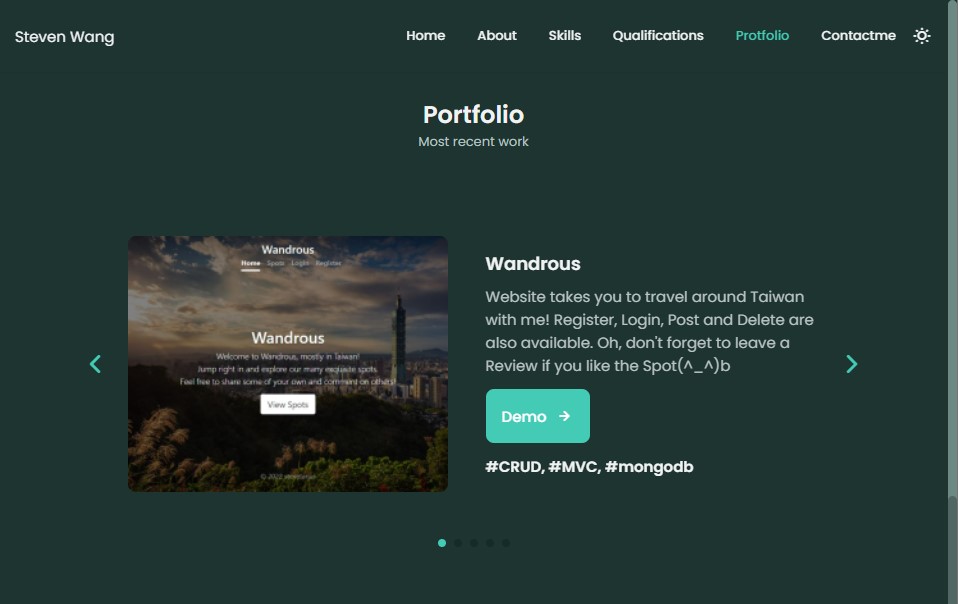 Steven Wang
Home About Skills Qualifications Protfolio Contactme
Portfolio
Most recent work
Wandrous
Home Spots Login Register
Wandrous
Welcome to Wandrous, mostly in Taiwan!
Jump right in and explore our many exquisite spots.
Feel free to share some of your own and comment on others!
View Spots
© 2022
Wandrous
Website takes you to travel around Taiwan
with me! Register, Login, Post and Delete are
also available. Oh, don't forget to leave a
Review if you like the Spot(^_^)b
Demo →
#CRUD, #MVC, #mongodb